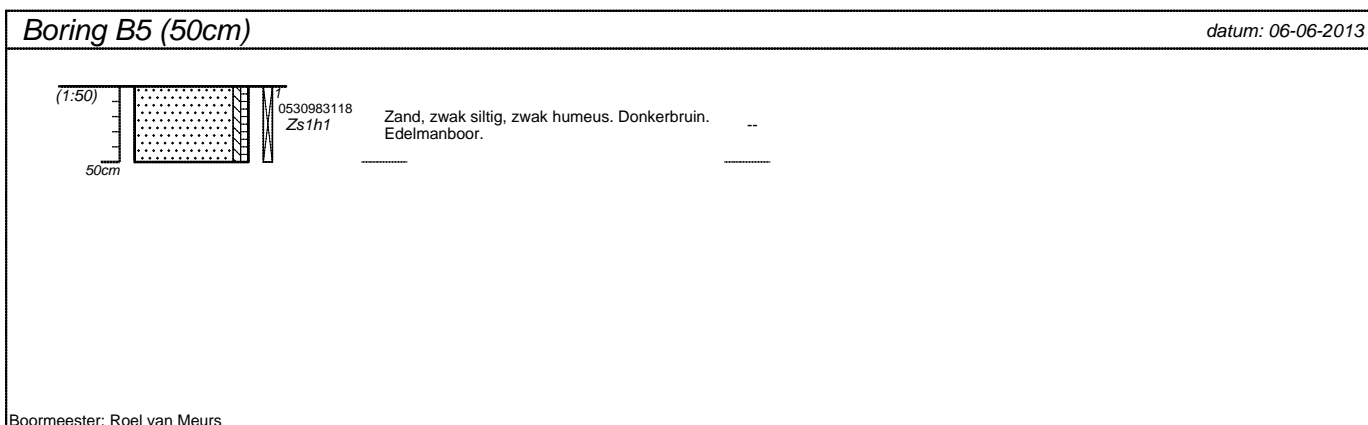 Boring B5 (50cm)
datum: 06-06-2013
(1:50)
1
0530983118
Zs1h1
Zand, zwak siltig, zwak humeus. Donkerbruin.
Edelmanboor.
--
50cm
Boormeester: Roel van Meurs